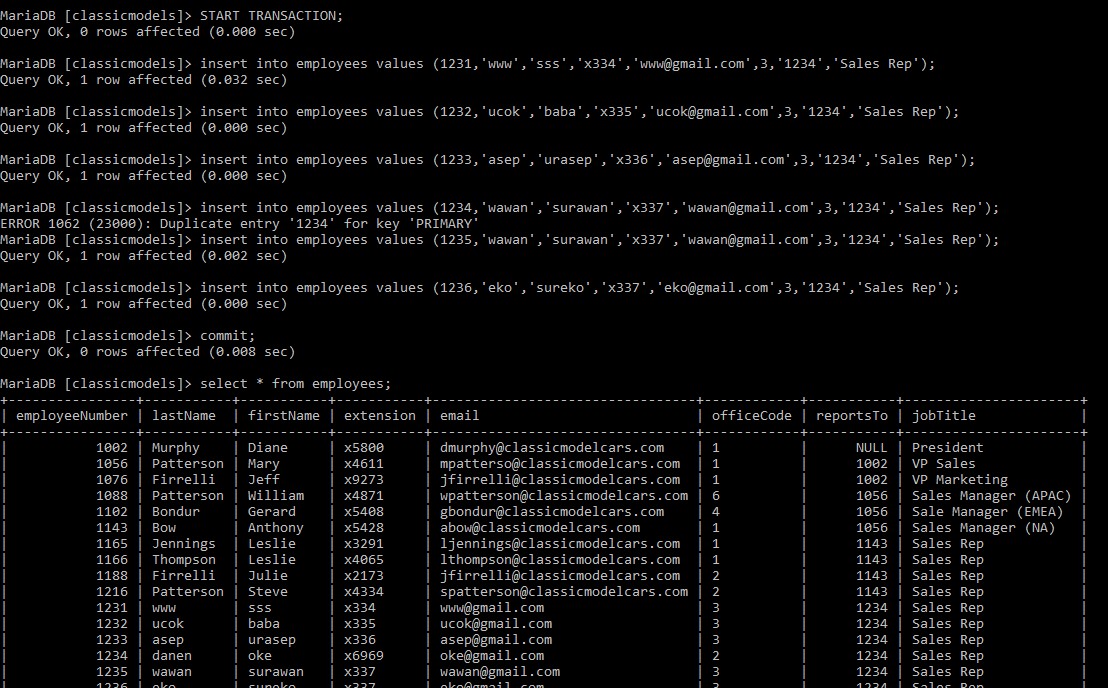 MariaDB [classicmodels]> START TRANSACTION;
Query OK, 0 rows affected (0.000 sec)
MariaDB [classicmodels]> insert into employees values (1231,'www','sss','x334','www@gmail.com',3,'1234','Sales Rep');
Query OK, 1 row affected (0.032 sec)
MariaDB [classicmodels]> insert into employees values (1232,'ucok','baba','x335','ucok@gmail.com',3,'1234','Sales Rep');
Query OK, 1 row affected (0.000 sec)
MariaDB [classicmodels]> insert into employees values (1233,'asep','urasep','x336','asep@gmail.com',3,'1234','Sales Rep');
Query OK, 1 row affected (0.000 sec)
MariaDB [classicmodels]> insert into employees values (1234,'wawan','surawan','x337','wawan@gmail.com',3,'1234','Sales Rep');
ERROR 1062 (23000): Duplicate entry '1234' for key 'PRIMARY'
MariaDB [classicmodels]> insert into employees values (1235,'wawan','surawan','x337','wawan@gmail.com',3,'1234','Sales Rep');
Query OK, 1 row affected (0.002 sec)
MariaDB [classicmodels]> insert into employees values (1236,'eko','sureko','x337','eko@gmail.com',3,'1234','Sales Rep');
Query OK, 1 row affected (0.000 sec)
MariaDB [classicmodels]> commit;
Query OK, 0 rows affected (0.008 sec)
MariaDB [classicmodels]> select * from employees;
| employeeNumber | lastName | firstName | extension | email | officeCode | reportsTo | jobTitle |
| 1002 | Murphy | Diane | x5800 | dmurphy@classicmodelcars.com | 1 | NULL | President |
| 1056 | Patterson | Mary | x4611 | mpatterso@classicmodelcars.com | 1 | 1002 | VP Sales |
| 1076 | Firrelli | Jeff | x9273 | jfirrelli@classicmodelcars.com | 1 | 1002 | VP Marketing |
| 1088 | Patterson | William | x4871 | wpatterson@classicmodelcars.com | 6 | 1056 | Sales Manager (APAC) |
| 1102 | Bondur | Gerard | x5408 | gbondur@classicmodelcars.com | 4 | 1056 | Sale Manager (EMEA) |
| 1143 | Bow | Anthony | x5428 | abow@classicmodelcars.com | 1 | 1056 | Sales Manager (NA) |
| 1165 | Jennings | Leslie | x3291 | ljennings@classicmodelcars.com | 1 | 1143 | Sales Rep |
| 1166 | Thompson | Leslie | x4065 | lthompson@classicmodelcars.com | 1 | 1143 | Sales Rep |
| 1188 | Firrelli | Julie | x2173 | jfirrelli@classicmodelcars.com | 2 | 1143 | Sales Rep |
| 1216 | Patterson | Steve | x4334 | spatterson@classicmodelcars.com | 2 | 1143 | Sales Rep |
| 1231 | www | sss | x334 | www@gmail.com | 3 | 1234 | Sales Rep |
| 1232 | ucok | baba | x335 | ucok@gmail.com | 3 | 1234 | Sales Rep |
| 1233 | asep | urasep | x336 | asep@gmail.com | 3 | 1234 | Sales Rep |
| 1234 | danen | oke | x6969 | oke@gmail.com | 2 | 1234 | Sales Rep |
| 1235 | wawan | surawan | x337 | wawan@gmail.com | 3 | 1234 | Sales Rep |
| 1236 | eko | sureko | x337 | eko@gmail.com | 3 | 1234 | Sales Rep |